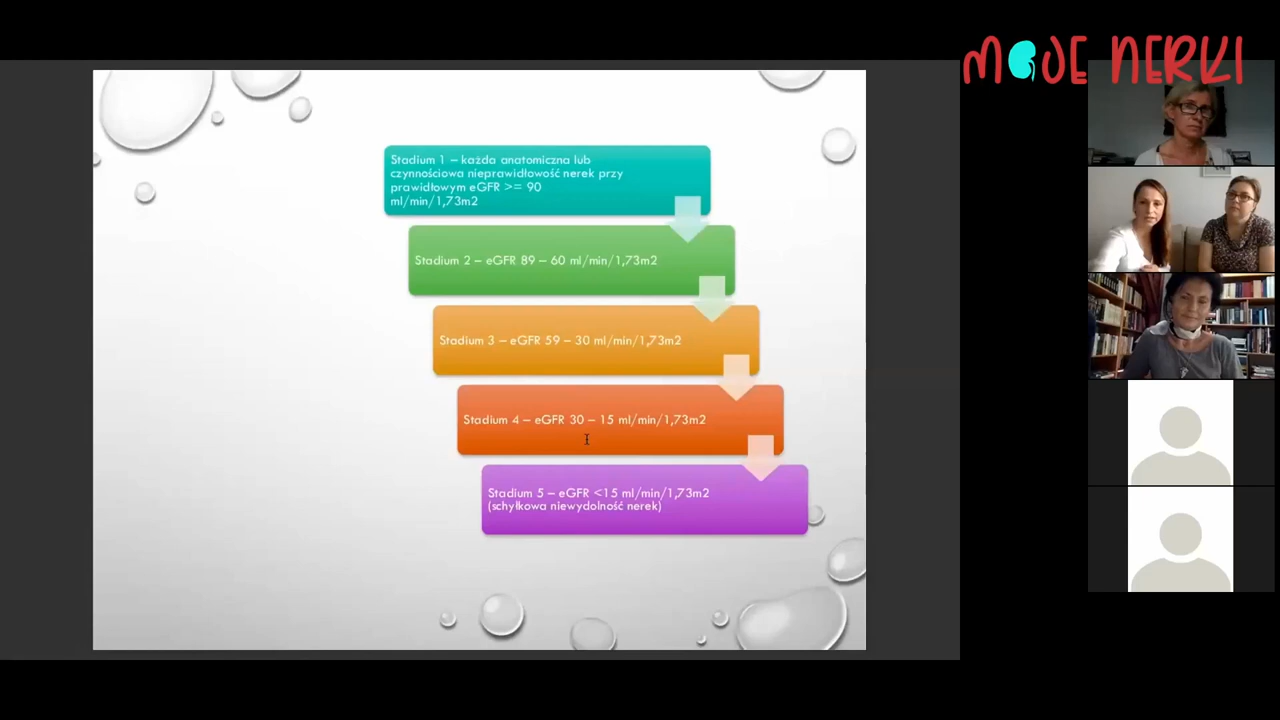 MOJE NERKI
Stadium 1 – każda anatomiczna lub
czynnościowa nieprawidłowość nerek przy
prawidłowym eGFR >= 90
ml/min/1,73m2
Stadium 2 – eGFR 89 – 60 ml/min/1,73m2
Stadium 3 – eGFR 59 – 30 ml/min/1,73m2
Stadium 4 – eGFR 30 – 15 ml/min/1,73m2
Stadium 5 – eGFR <15 ml/min/1,73m2
(schyłkowa niewydolność nerek)